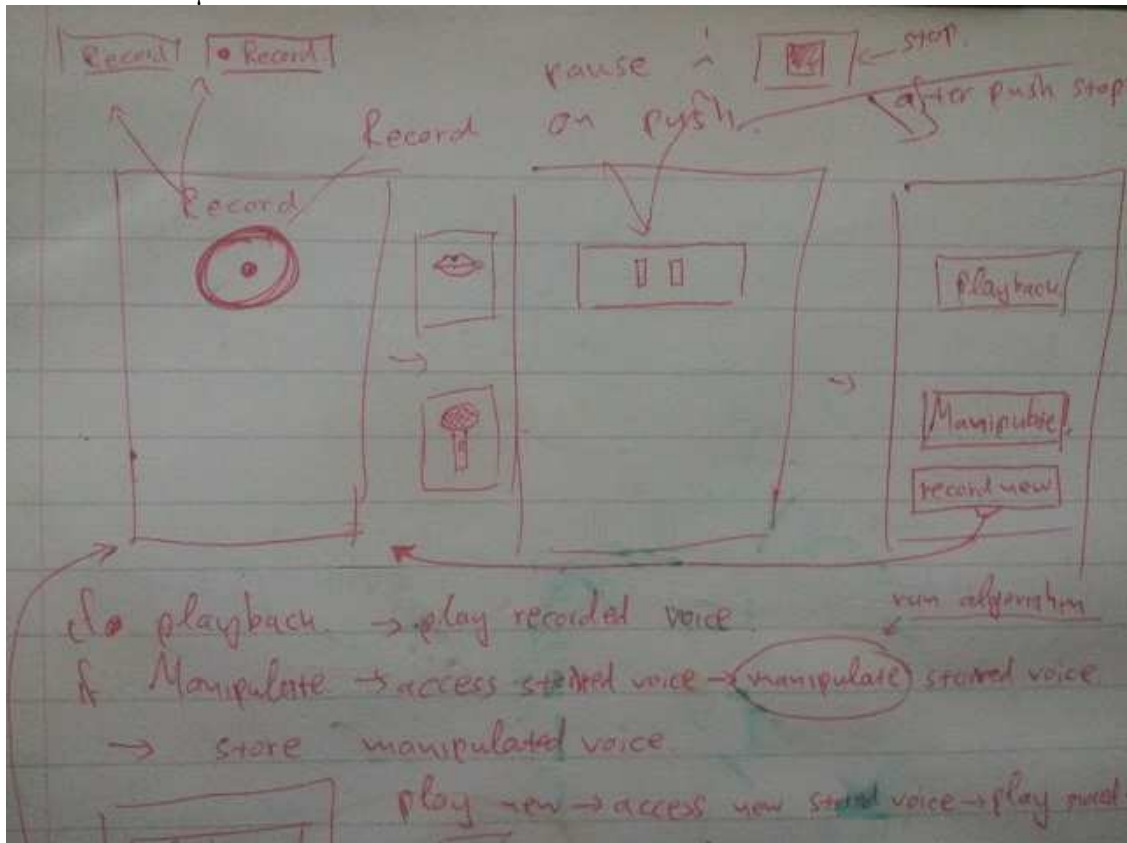 Record • Record
pause
on push.
stop.
after push stop
Record
Record
playback
Manipulate
record new
playback → play recorded voice
run algorithm
Manipulate → access stored voice → manipulate stored voice
→ store manipulated voice
play new → access new stored voice → play